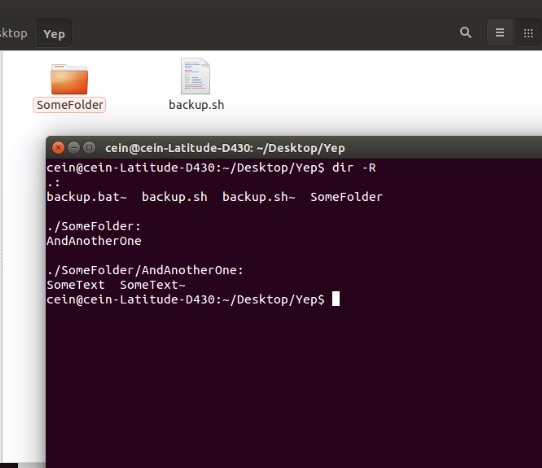 sktop Yep
SomeFolder backup.sh
cein@cein-Latitude-D430: ~/Desktop/Yep
cein@cein-Latitude-D430:~/Desktop/Yep$ dir -R
.:
backup.bat~  backup.sh  backup.sh~  SomeFolder
./SomeFolder:
AndAnotherOne
./SomeFolder/AndAnotherOne:
SomeText  SomeText~
cein@cein-Latitude-D430:~/Desktop/Yep$